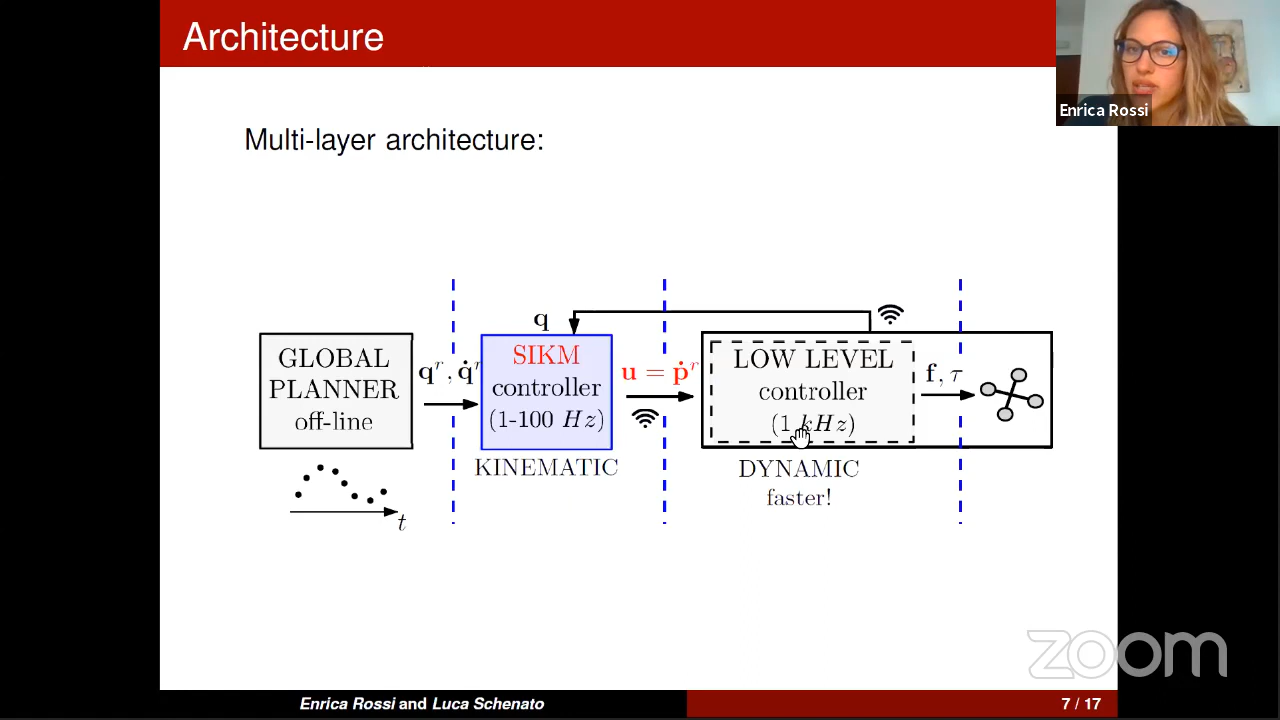 Architecture
Enrica Rossi
Multi-layer architecture:
GLOBAL
PLANNER
off-line
t
q^r, q̇^r
q
SIKM
controller
(1-100 Hz)
KINEMATIC
u = ṗ^r
LOW LEVEL
controller
(1 kHz)
DYNAMIC
faster!
f, τ
zoom
Enrica Rossi and Luca Schenato
7 / 17